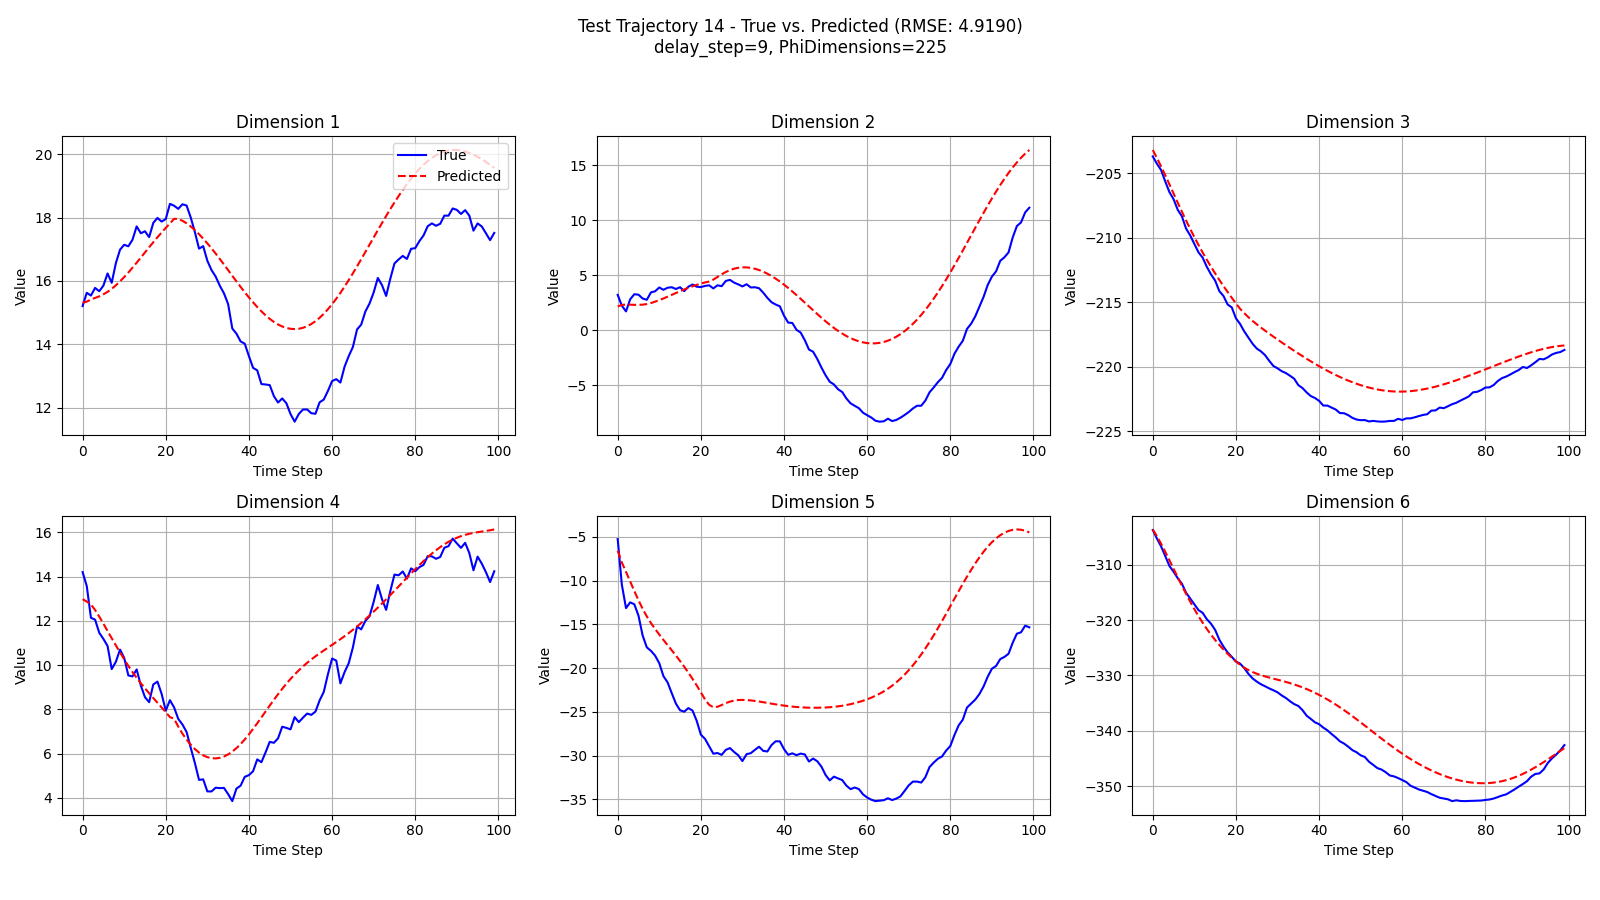 Test Trajectory 14 - True vs. Predicted (RMSE: 4.9190)
delay_step=9, PhiDimensions=225
Dimension 1
20
18
16
14
12
Value
0 20 40 60 80 100
Time Step
True
Predicted
Dimension 2
15
10
5
0
−5
Value
0 20 40 60 80 100
Time Step
Dimension 3
−205
−210
−215
−220
−225
Value
0 20 40 60 80 100
Time Step
Dimension 4
16
14
12
10
8
6
4
Value
0 20 40 60 80 100
Time Step
Dimension 5
−5
−10
−15
−20
−25
−30
−35
Value
0 20 40 60 80 100
Time Step
Dimension 6
−310
−320
−330
−340
−350
Value
0 20 40 60 80 100
Time Step